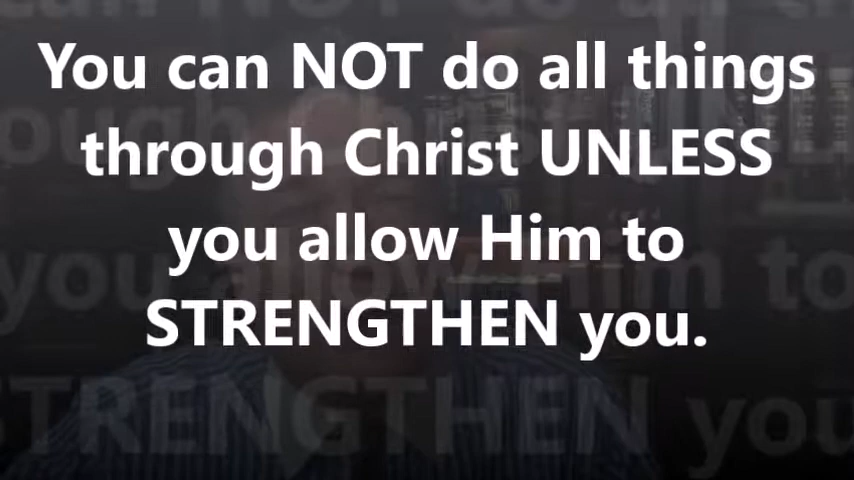 You can NOT do all things
through Christ UNLESS
you allow Him to
STRENGTHEN you.